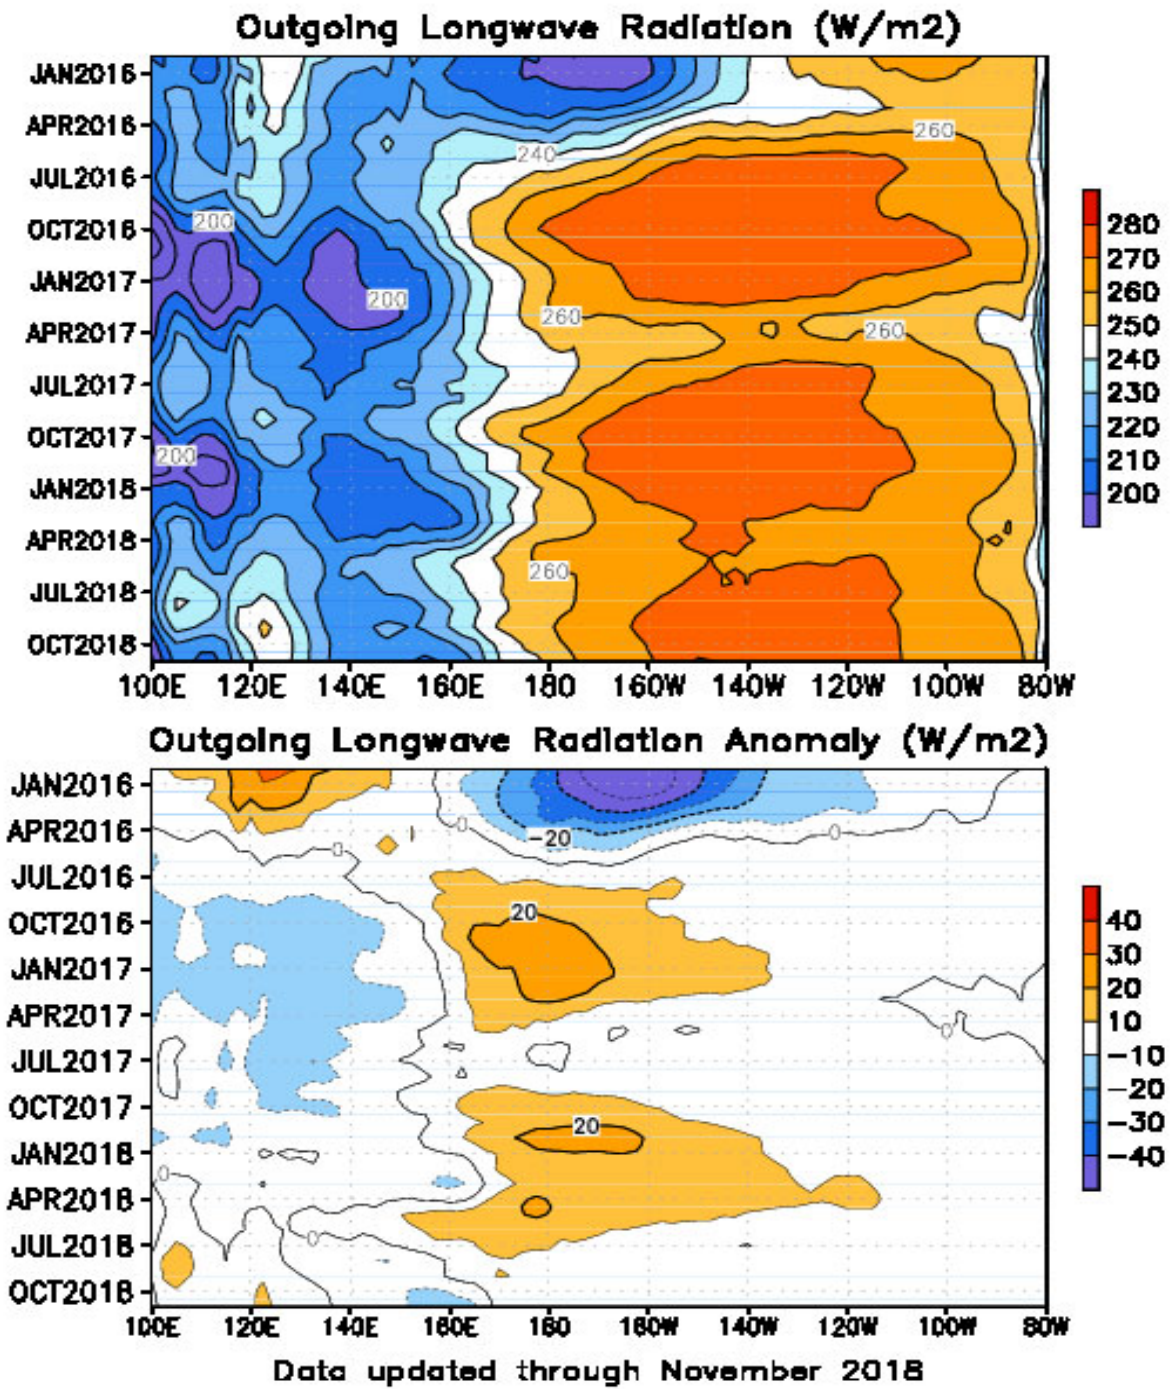 Outgoing Longwave Radiation (W/m2)
JAN2016
APR2016
JUL2016
OCT2016
JAN2017
APR2017
JUL2017
OCT2017
JAN2018
APR2018
JUL2018
OCT2018
260
240
200
200
260
260
200
260
280
270
260
250
240
230
220
210
200
100E 120E 140E 160E 180 160W 140W 120W 100W 80W
Outgoing Longwave Radiation Anomaly (W/m2)
JAN2016
APR2016
JUL2016
OCT2016
JAN2017
APR2017
JUL2017
OCT2017
JAN2018
APR2018
JUL2018
OCT2018
0
-20
0
0
20
0
20
0
0
40
30
20
10
-10
-20
-30
-40
100E 120E 140E 160E 180 160W 140W 120W 100W 80W
Data updated through November 2018